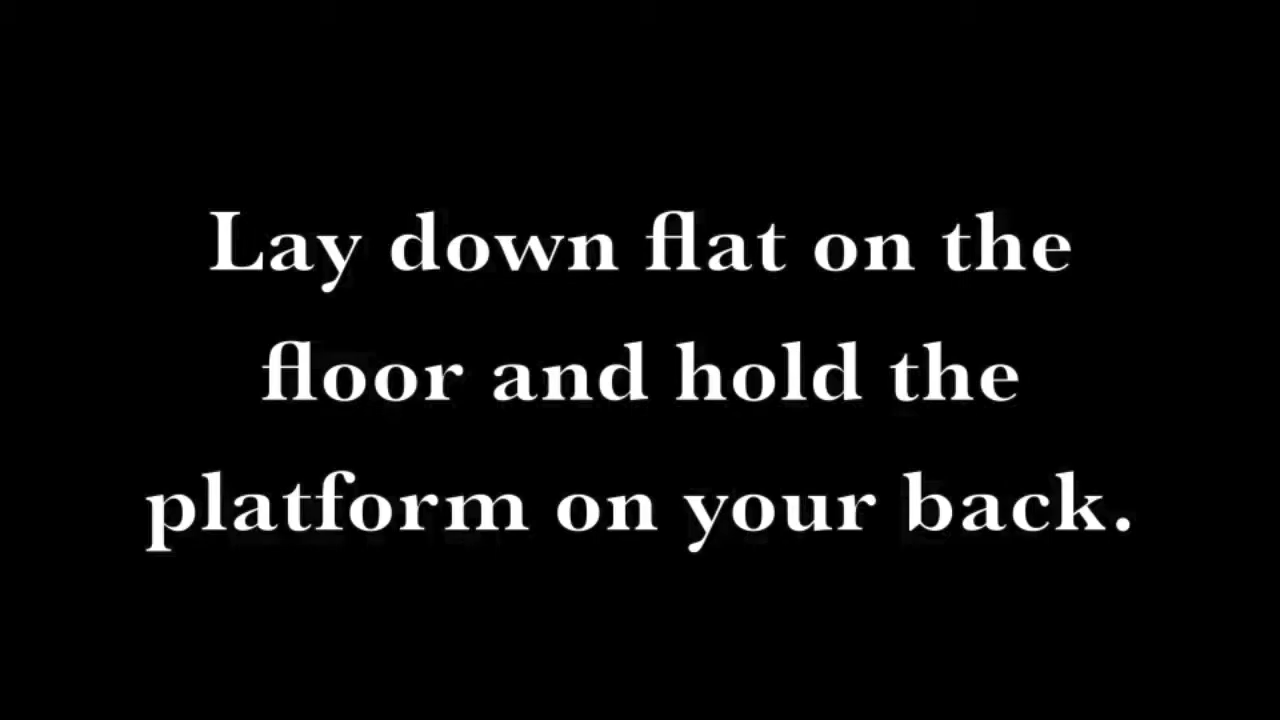 Lay down flat on the
floor and hold the
platform on your back.